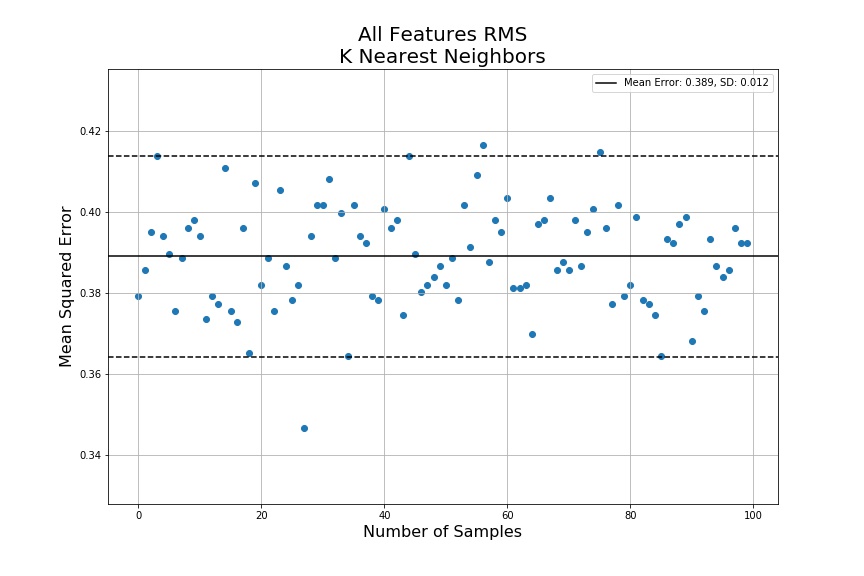 All Features RMS
K Nearest Neighbors
Mean Error: 0.389, SD: 0.012
0.42
0.40
0.38
0.36
0.34
Mean Squared Error
0 20 40 60 80 100
Number of Samples